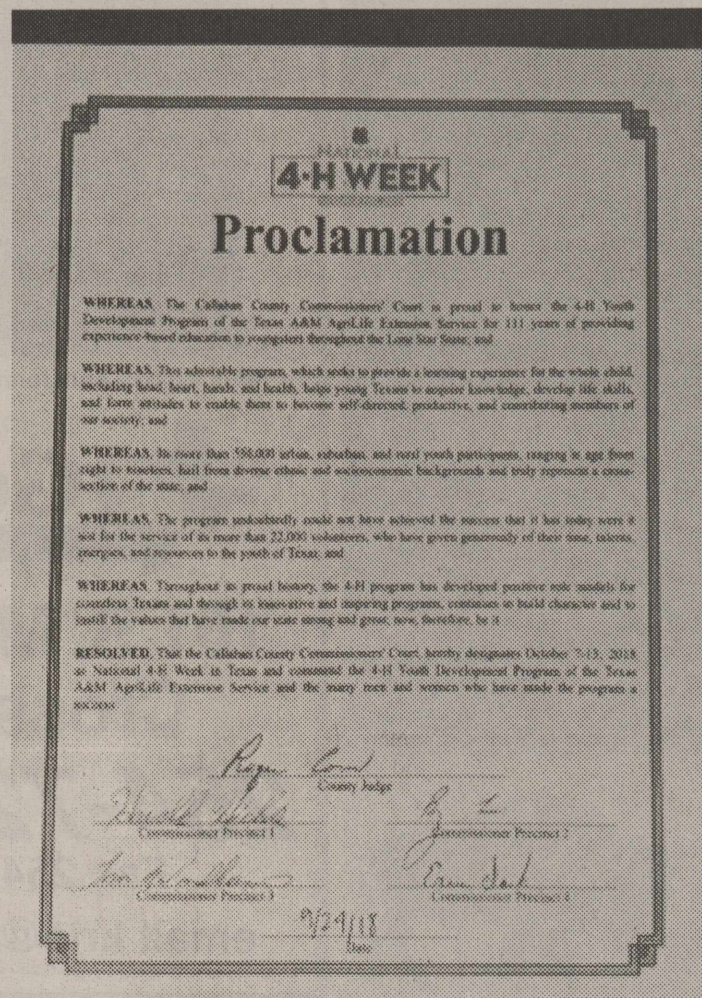 NATIONAL
4·H WEEK
Proclamation
WHEREAS, The Callahan County Commissioners' Court is proud to honor the 4-H Youth
Development Program of the Texas A&M AgriLife Extension Service for 111 years of providing
experience-based education to youngsters throughout the Lone Star State; and
WHEREAS, This admirable program, which seeks to provide a learning experience for the whole child,
including head, heart, hands, and health, helps young Texans to acquire knowledge, develop life skills,
and form attitudes to enable them to become self-directed, productive, and contributing members of
our society; and
WHEREAS, Its more than 550,000 urban, suburban, and rural youth participants, ranging in age from
eight to nineteen, hail from diverse ethnic and socioeconomic backgrounds and truly represent a cross-
section of the state; and
WHEREAS, The program undoubtedly could not have achieved the success that it has today were it
not for the service of its more than 22,000 volunteers, who have given generously of their time, talents,
energies, and resources to the youth of Texas; and
WHEREAS, Throughout its proud history, the 4-H program has developed positive role models for
countless Texans and through its innovative and inspiring programs, continues to build character and to
instill the values that have made our state strong and great; now, therefore, be it
RESOLVED, That the Callahan County Commissioners' Court, hereby designates October 7-13, 2018
as National 4-H Week in Texas and commend the 4-H Youth Development Program of the Texas
A&M AgriLife Extension Service and the many men and women who have made the program a
success.
Roger Corn
County Judge
Harold Hicks
Commissioner Precinct 1
Commissioner Precinct 2
Tom
Commissioner Precinct 3
Commissioner Precinct 4
9/24/18
Date